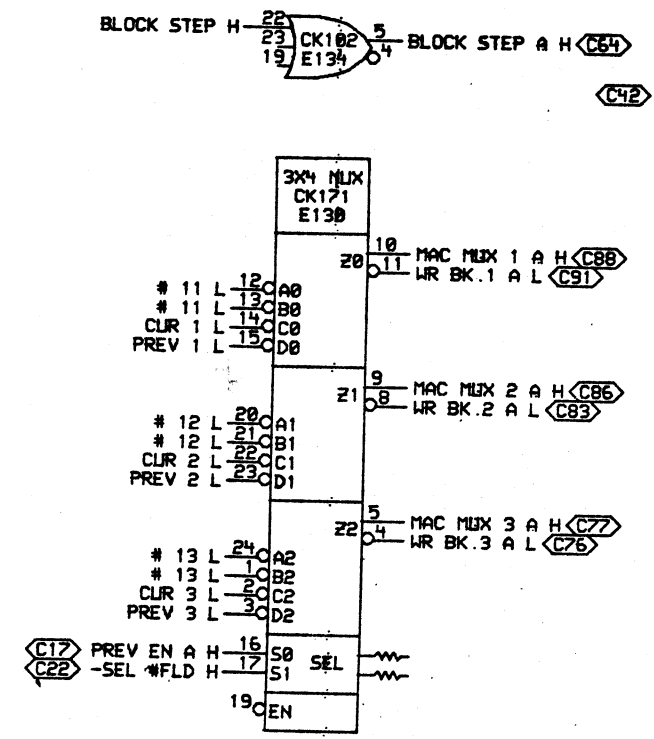 BLOCK STEP H 22
23
19
CK102
E134
5 BLOCK STEP A H C64
4
C42
3X4 MUX
CK171
E130
Z0 10 MAC MUX 1 A H C88
11 WR BK.1 A L C91
# 11 L 12 A0
# 11 L 13 B0
CUR 1 L 14 C0
PREV 1 L 15 D0
Z1 9 MAC MUX 2 A H C86
8 WR BK.2 A L C83
# 12 L 20 A1
# 12 L 21 B1
CUR 2 L 22 C1
PREV 2 L 23 D1
Z2 5 MAC MUX 3 A H C77
4 WR BK.3 A L C76
# 13 L 24 A2
# 13 L 1 B2
CUR 3 L 2 C2
PREV 3 L 3 D2
C17 PREV EN A H 16 S0 SEL
C22 -SEL #FLD H 17 S1
19 EN